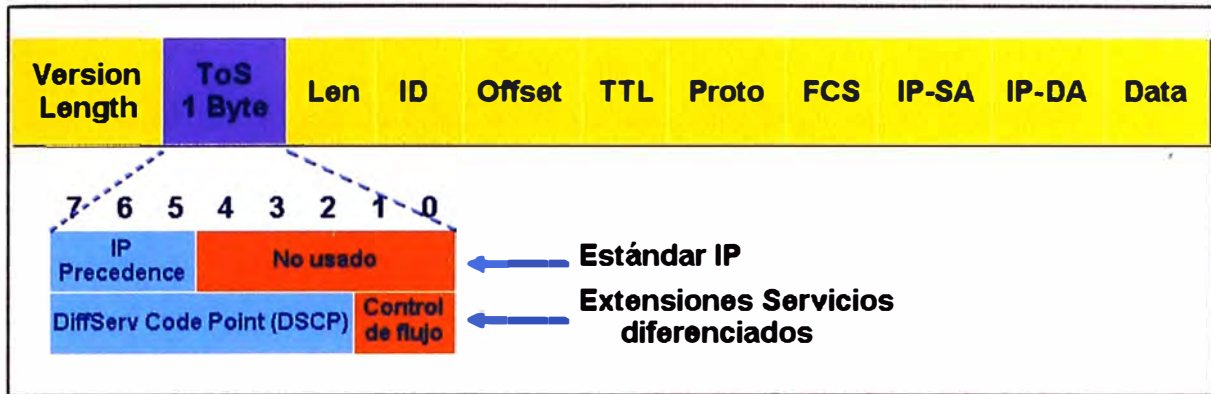 Version Length
ToS 1 Byte
Len
ID
Offset
TTL
Proto
FCS
IP-SA
IP-DA
Data
7 6 5 4 3 2 1 0
IP Precedence
No usado
Estándar IP
DiffServ Code Point (DSCP)
Control de flujo
Extensiones Servicios
diferenciados